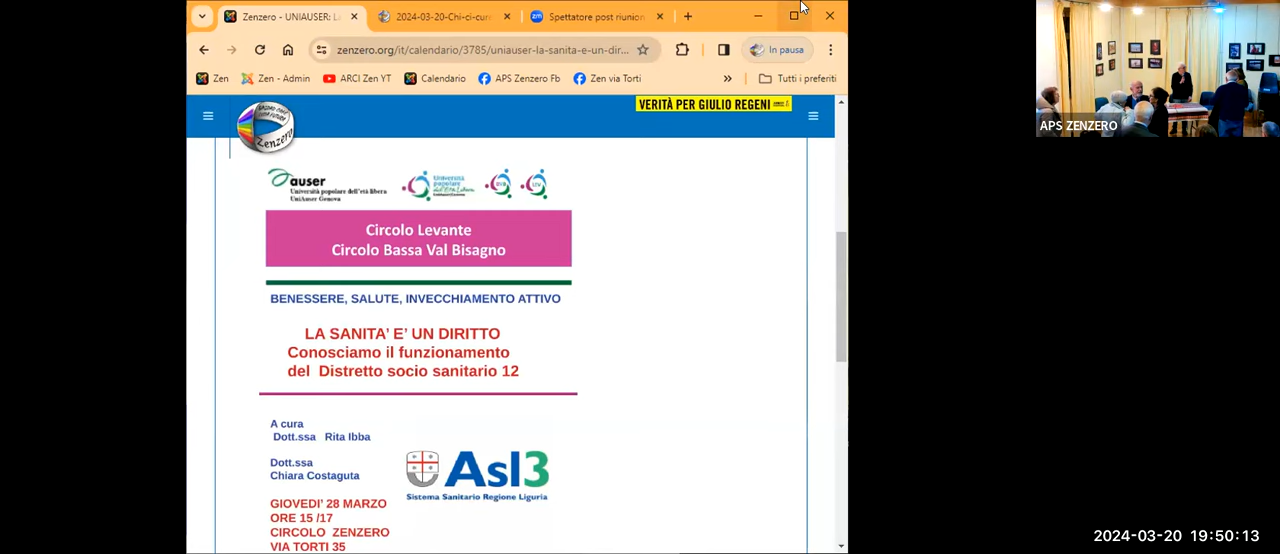 Zenzero - UNIAUSER: L
2024-03-20-Chi-ci-cur
Spettatore post riunion
zenzero.org/it/calendario/3785/uniauser-la-sanita-e-un-dir...
In pausa
Zen
Zen - Admin
ARCI Zen YT
Calendario
APS Zenzero Fb
Zen via Torti
»
Tutti i preferiti
VERITÀ PER GIULIO REGENI
Zenzero
auser
Università popolare dell'età libera
UniAuser Genova
Università
popolare
Circolo Levante
Circolo Bassa Val Bisagno
BENESSERE, SALUTE, INVECCHIAMENTO ATTIVO
LA SANITA' E' UN DIRITTO
Conosciamo il funzionamento
del Distretto socio sanitario 12
A cura
Dott.ssa Rita Ibba
Dott.ssa
Chiara Costaguta
Asl3
Sistema Sanitario Regione Liguria
GIOVEDI' 28 MARZO
ORE 15 /17
CIRCOLO ZENZERO
VIA TORTI 35
APS ZENZERO
2024-03-20 19:50:13